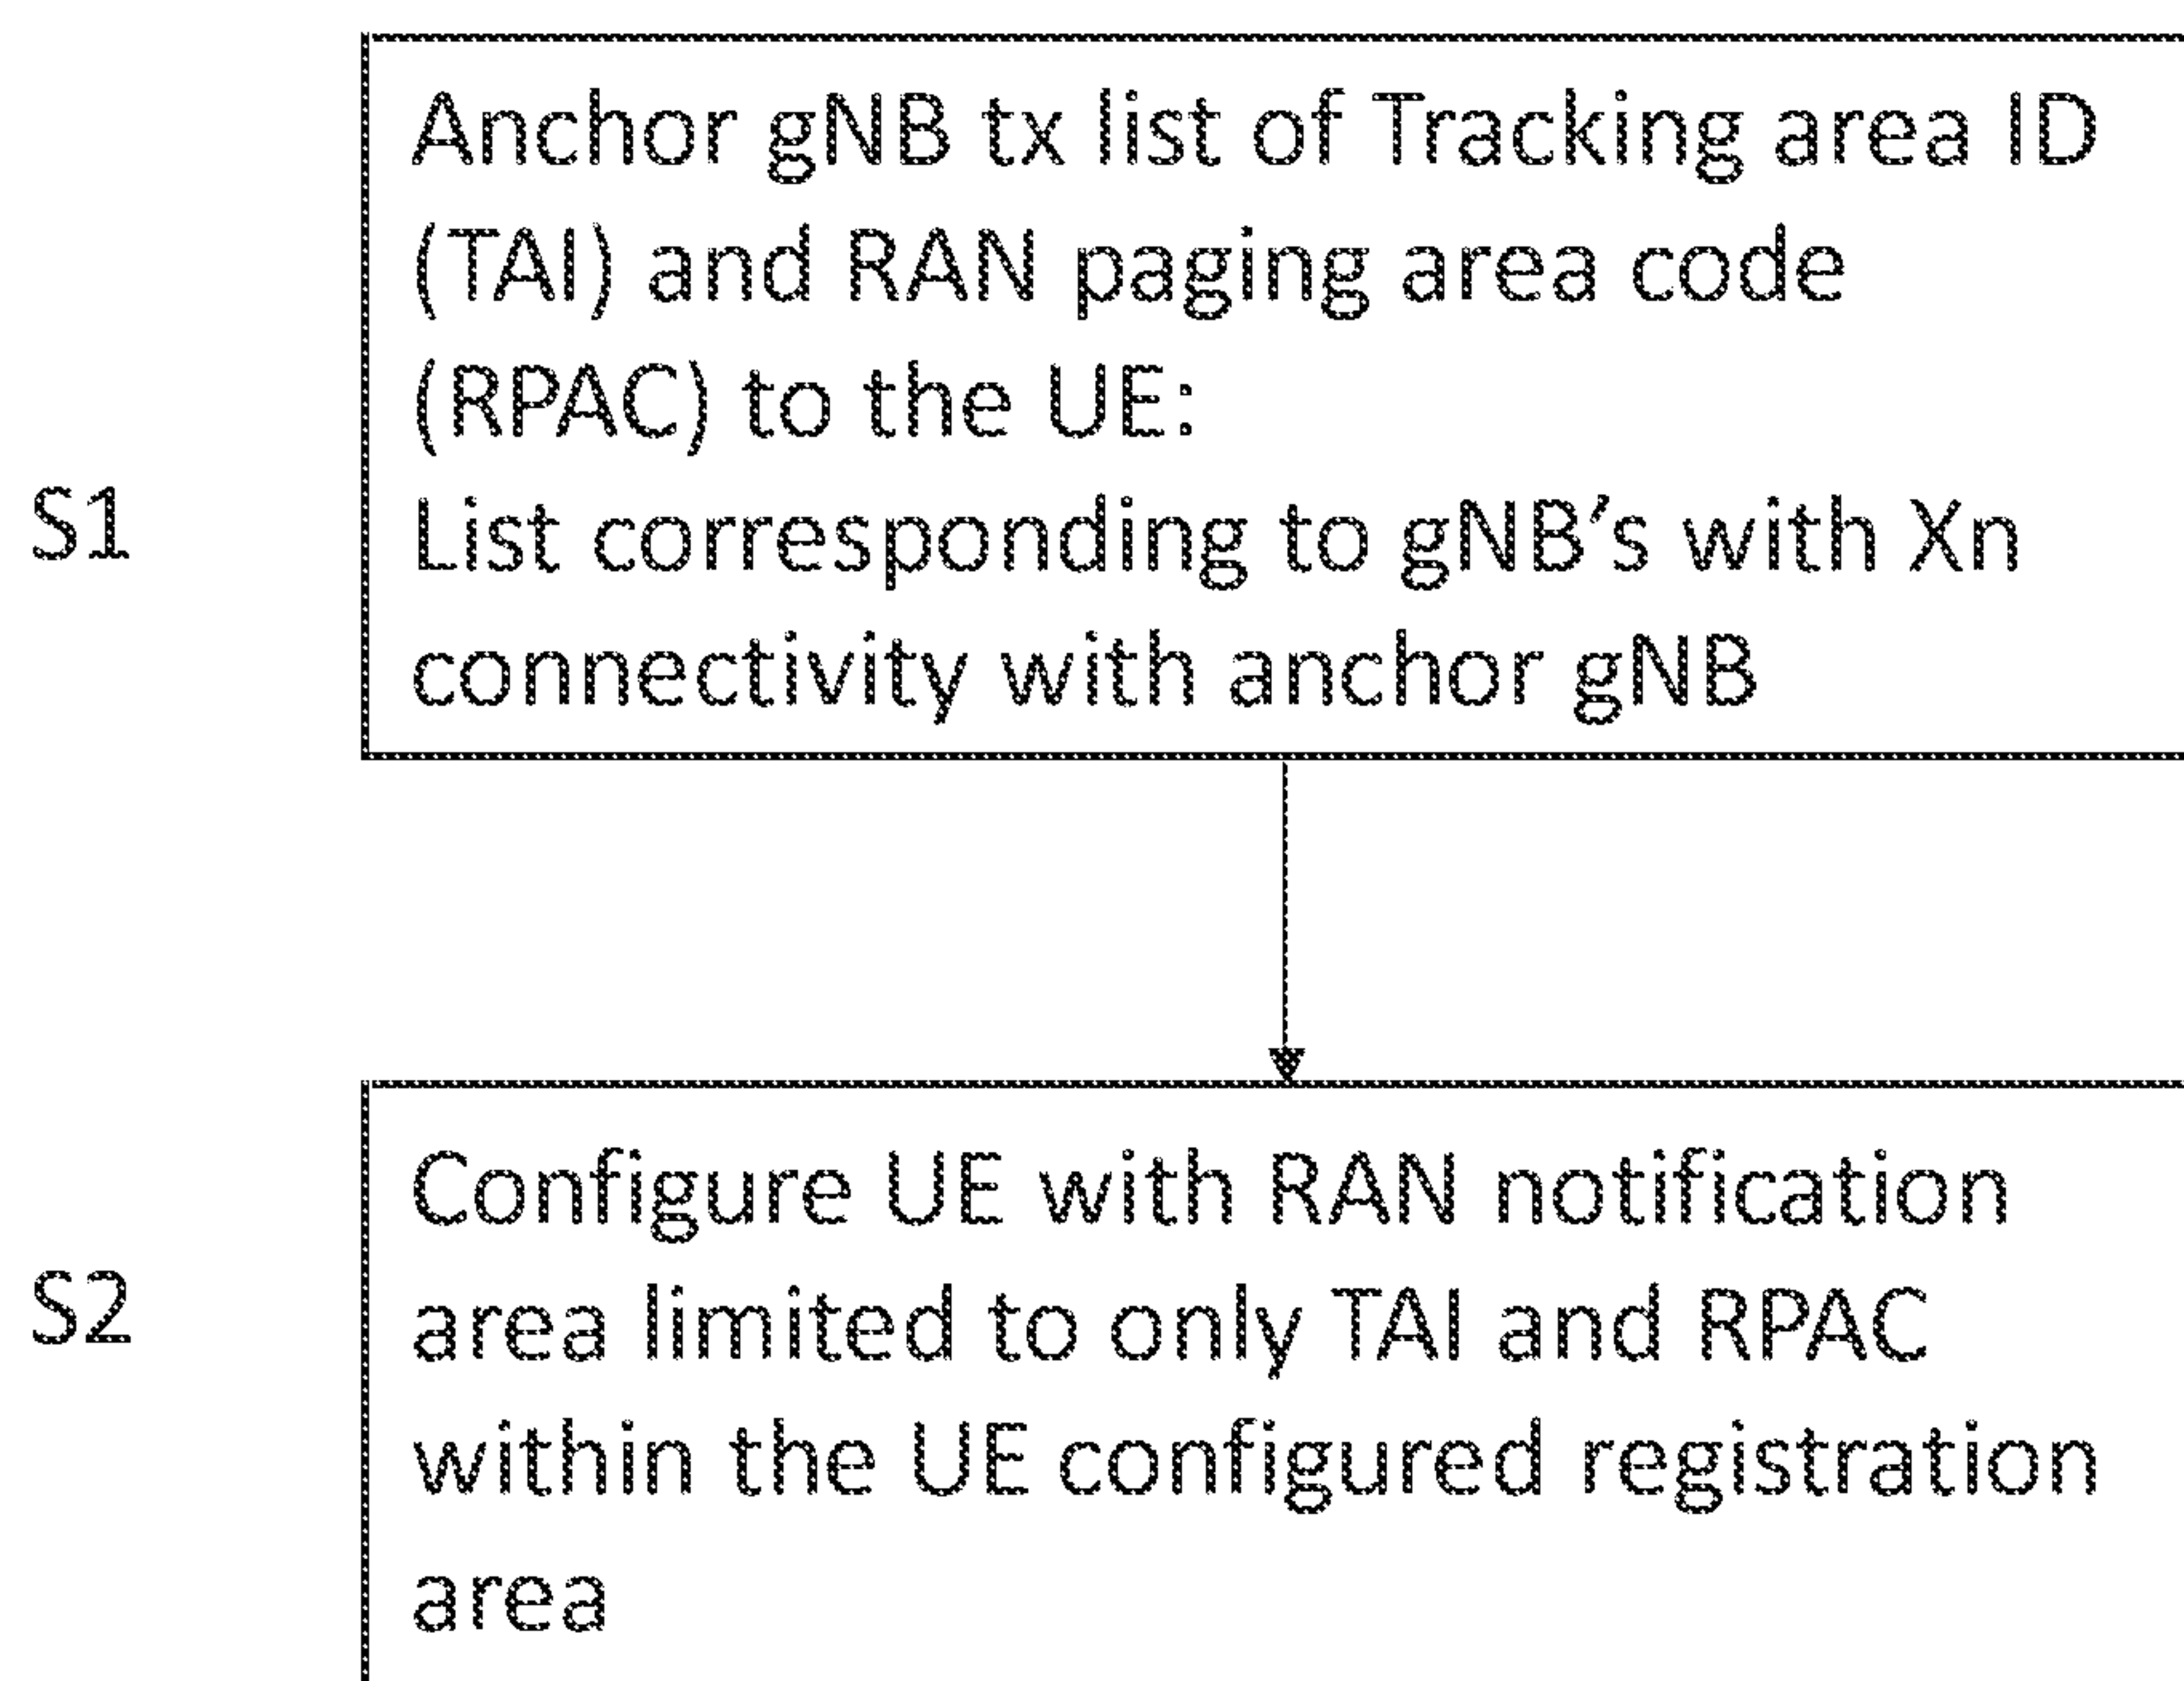 Anchor gNB tx list of Tracking area ID
(TAI) and RAN paging area code
(RPAC) to the UE:
S1
List corresponding to gNB’s with Xn
connectivity with anchor gNB
Configure UE with RAN notification
S2
area limited to only TAI and RPAC
within the UE configured registration
area